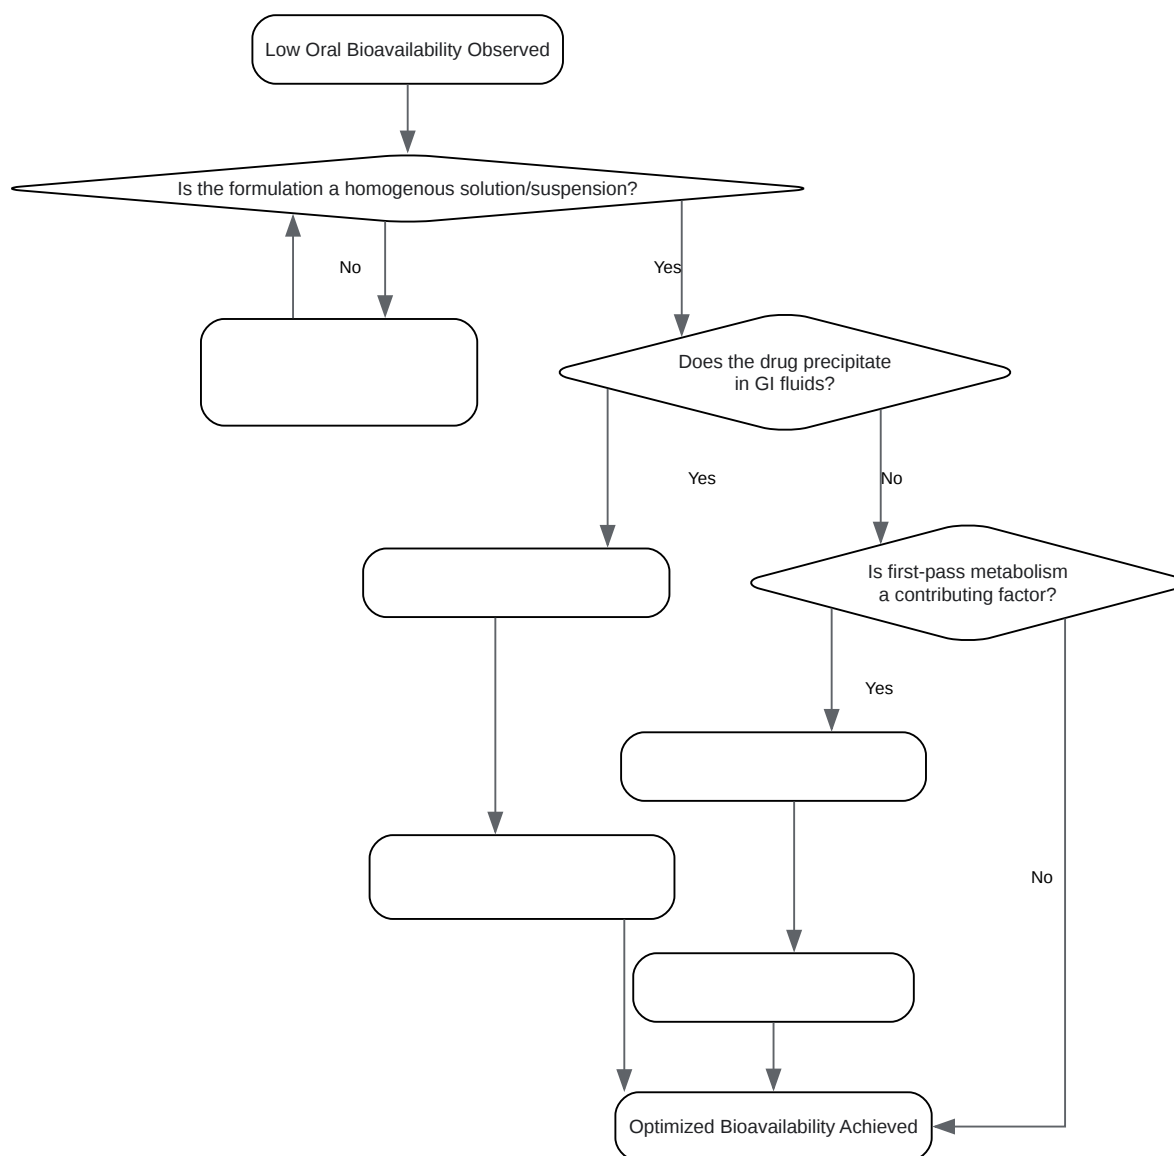 Low Oral Bioavailability Observed
Is the formulation a homogenous solution/suspension?
No
Yes
Does the drug precipitate
in GI fluids?
Yes
No
Is first-pass metabolism
a contributing factor?
Yes
No
Optimized Bioavailability Achieved